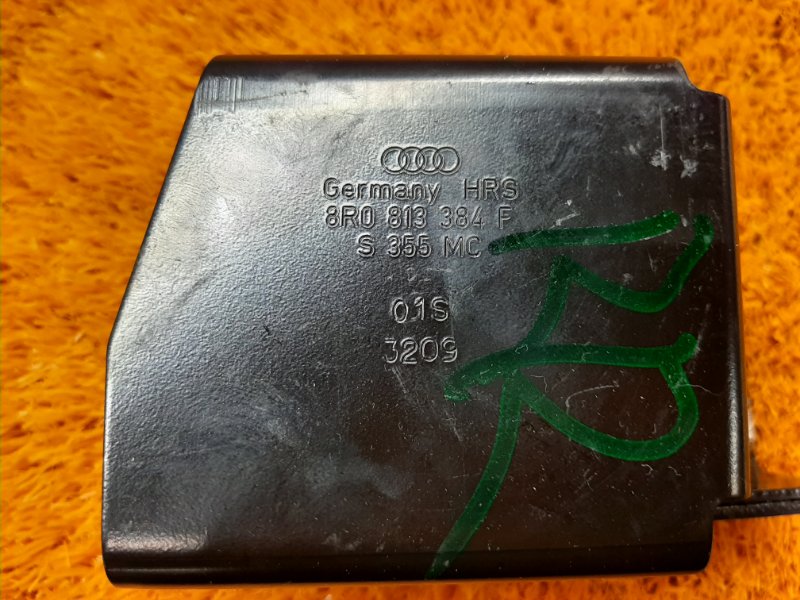 Germany HRS
8R0 813 384 F
S 355 MC
01S
3209